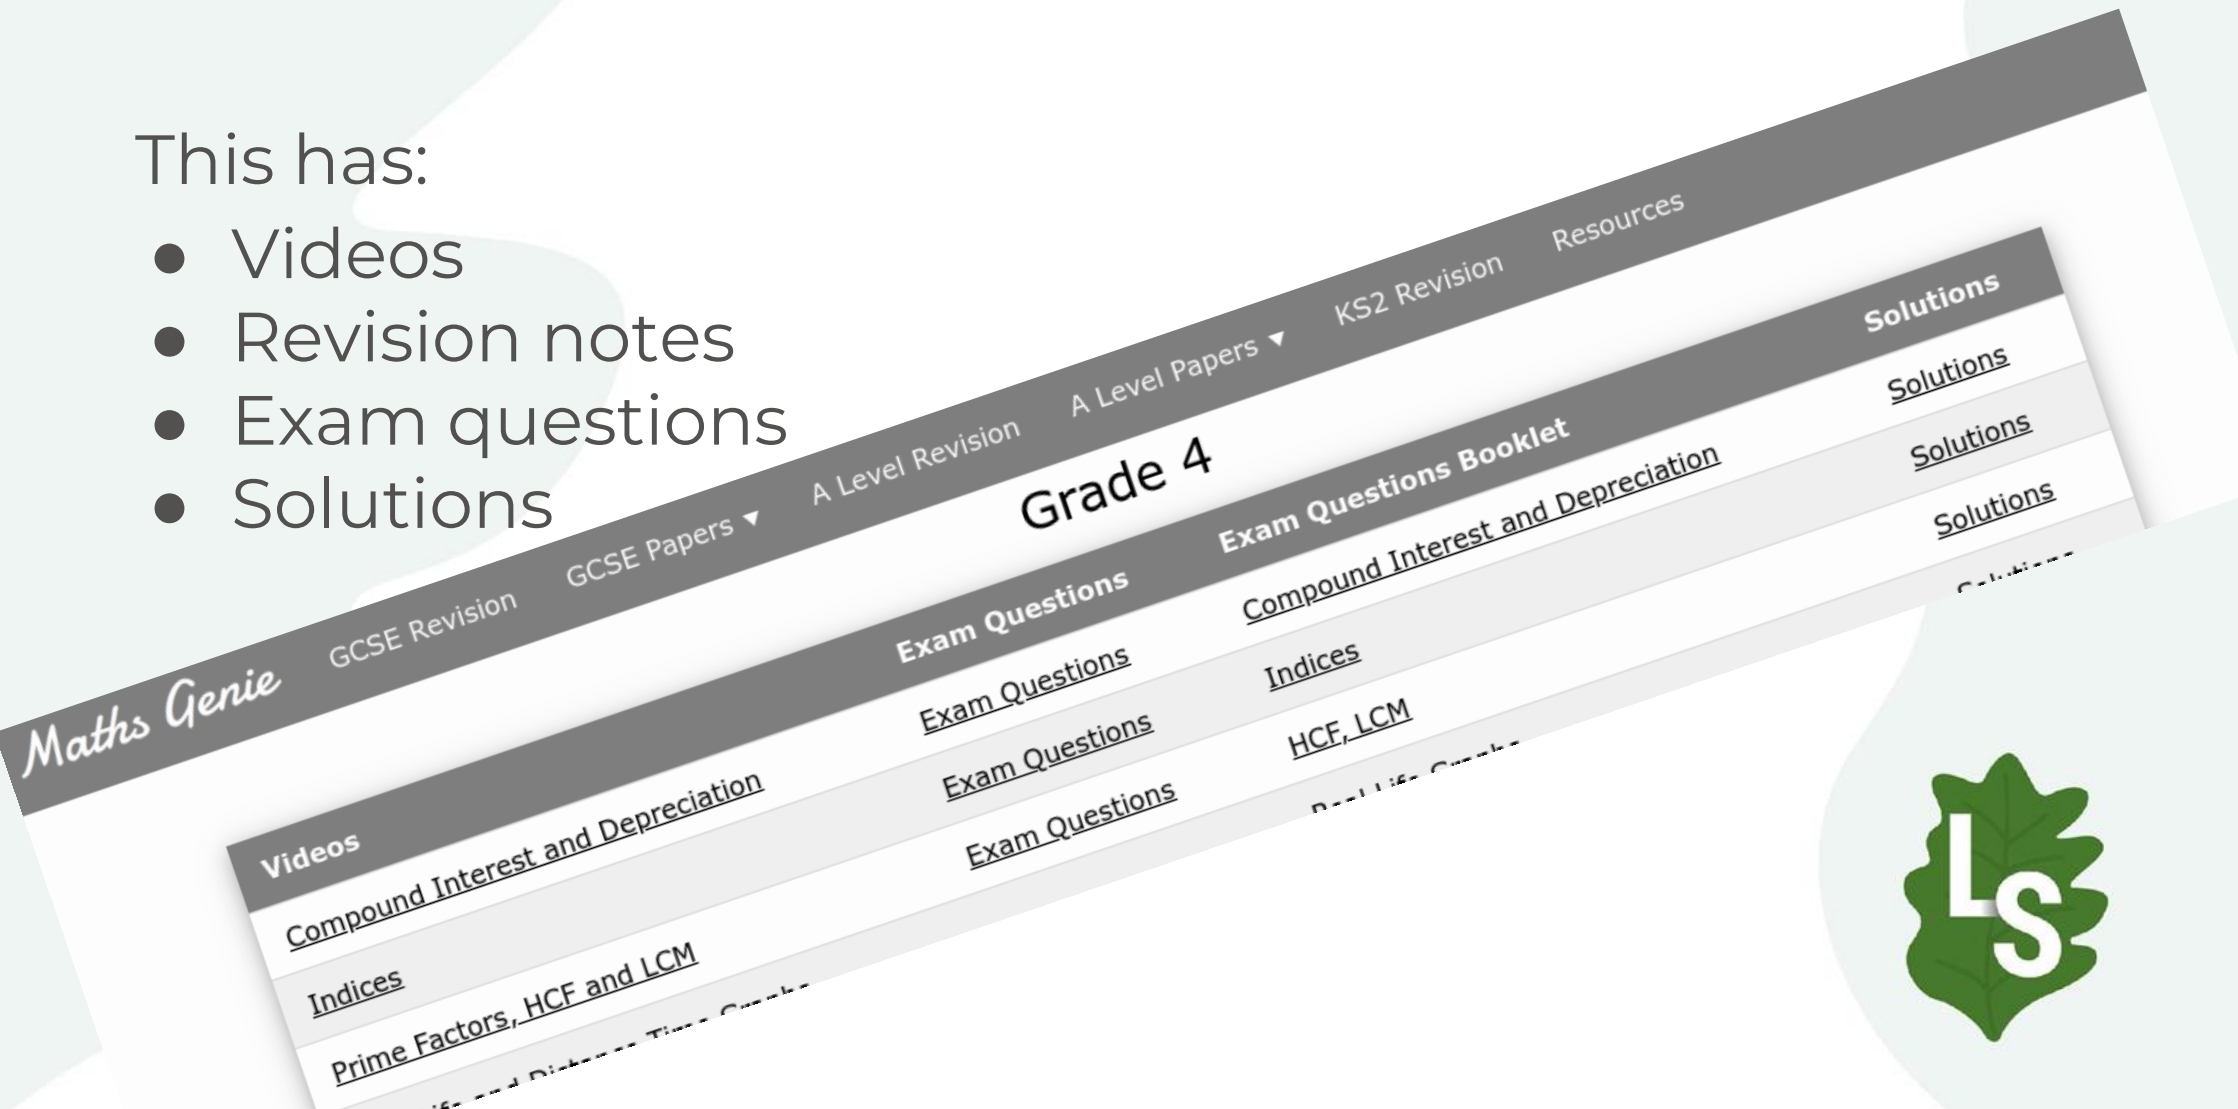 This has:
● Videos
● Revision notes
● Exam questions
● Solutions
Maths Genie GCSE Revision GCSE Papers ▼ A Level Revision A Level Papers ▼ KS2 Revision Resources
Grade 4
Videos Exam Questions Exam Questions Booklet Solutions
Compound Interest and Depreciation Exam Questions Compound Interest and Depreciation Solutions
Indices Exam Questions Indices Solutions
Prime Factors, HCF and LCM Exam Questions HCF, LCM Solutions
LS